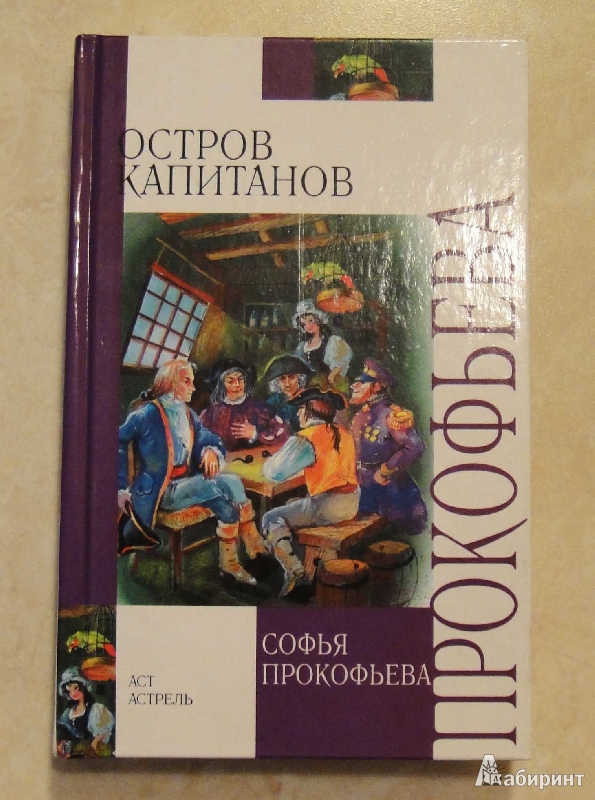 ОСТРОВ
КАПИТАНОВ
ПРОКОФЬЕВА
СОФЬЯ
ПРОКОФЬЕВА
АСТ
АСТРЕЛЬ
Лабиринт